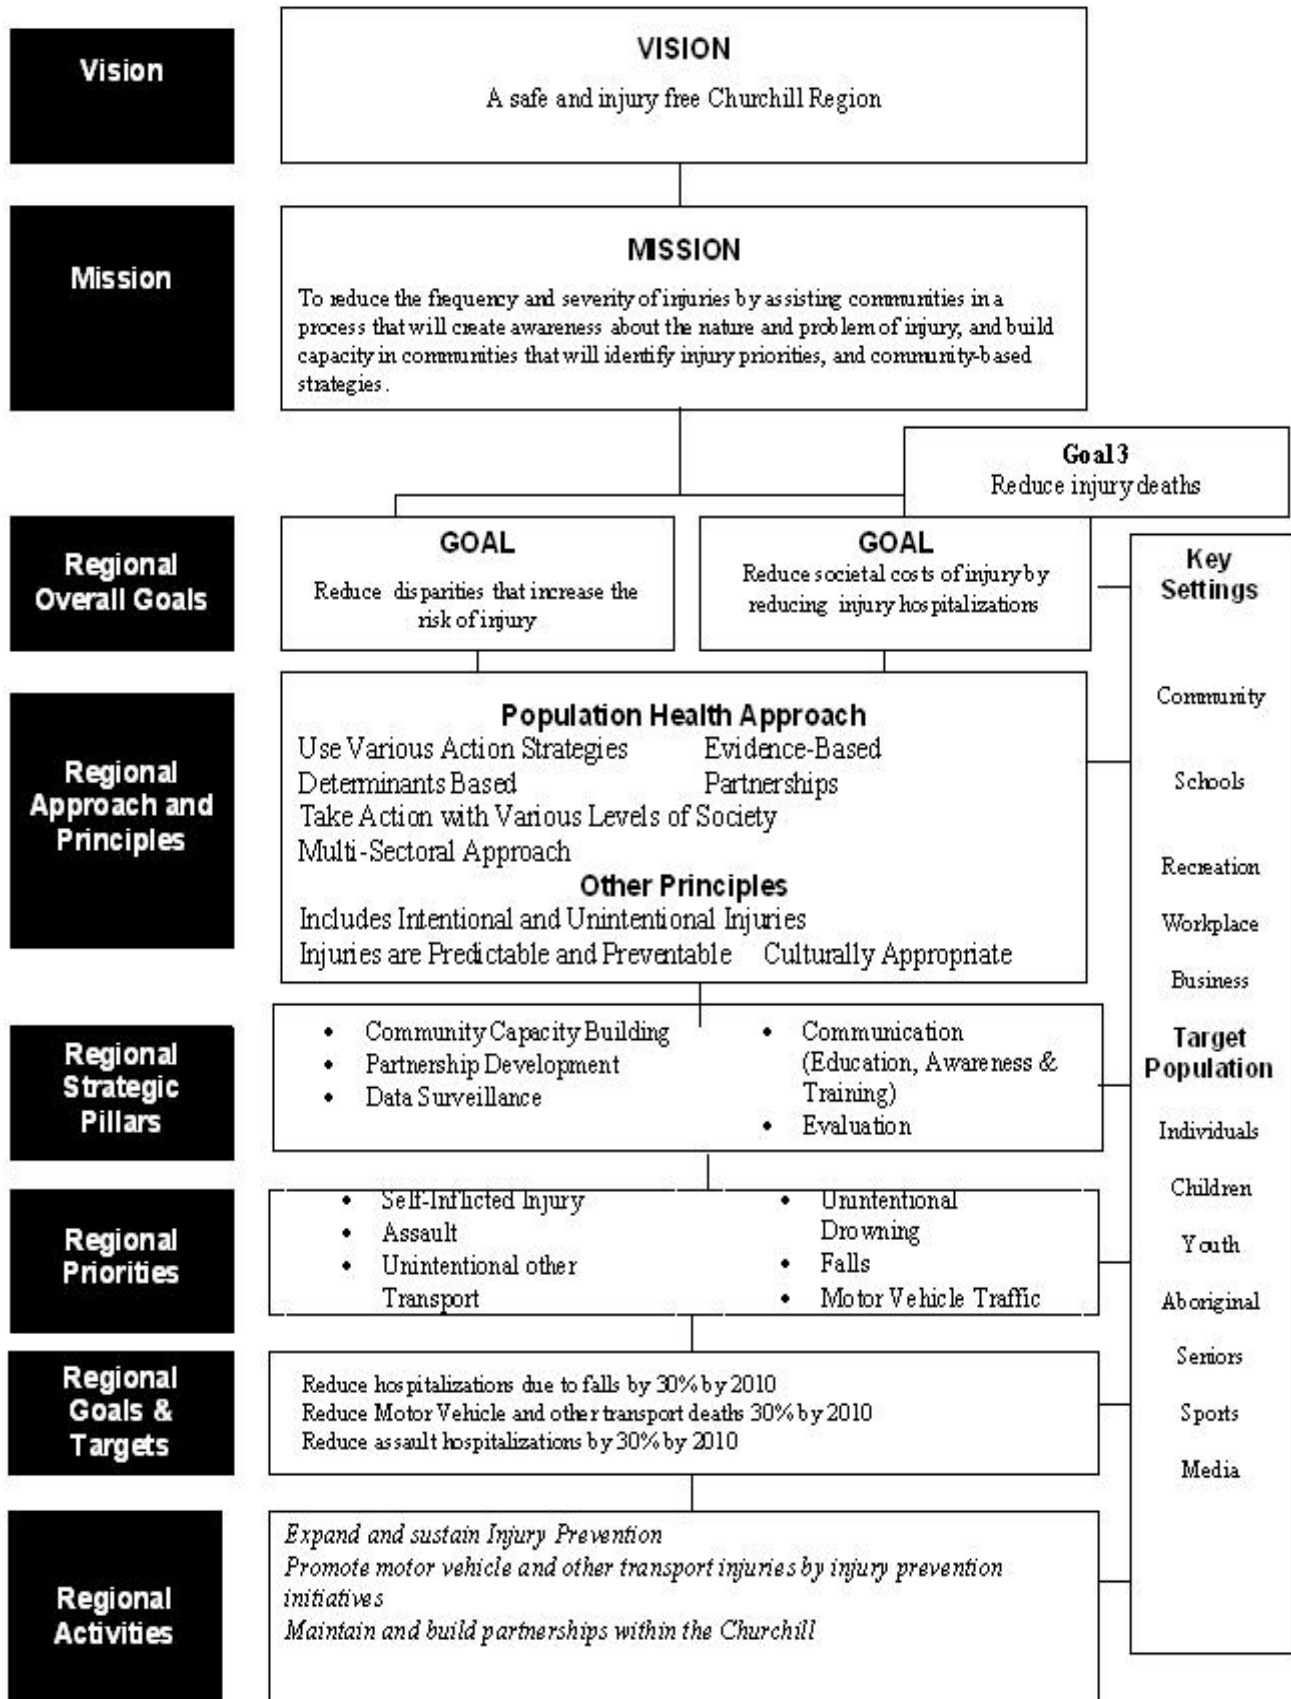 Vision
VISION
A safe and injury free Churchill Region
Mission
MISSION
To reduce the frequency and severity of injuries by assisting communities in a
process that will create awareness about the nature and problem of injury, and build
capacity in communities that will identify injury priorities, and community-based
strategies.
Goal 3
Reduce injury deaths
Regional
Overall Goals
GOAL
Reduce disparities that increase the
risk of injury
GOAL
Reduce societal costs of injury by
reducing injury hospitalizations
Key
Settings
Community
Schools
Recreation
Workplace
Business
Target
Population
Individuals
Children
Youth
Aboriginal
Seniors
Sports
Media
Regional
Approach and
Principles
Population Health Approach
Use Various Action Strategies Evidence-Based
Determinants Based Partnerships
Take Action with Various Levels of Society
Multi-Sectoral Approach
Other Principles
Includes Intentional and Unintentional Injuries
Injuries are Predictable and Preventable Culturally Appropriate
Regional
Strategic
Pillars
• Community Capacity Building
• Partnership Development
• Data Surveillance
• Communication
(Education, Awareness &
Training)
• Evaluation
Regional
Priorities
• Self-Inflicted Injury
• Assault
• Unintentional other
Transport
• Unintentional
Drowning
• Falls
• Motor Vehicle Traffic
Regional
Goals &
Targets
Reduce hospitalizations due to falls by 30% by 2010
Reduce Motor Vehicle and other transport deaths 30% by 2010
Reduce assault hospitalizations by 30% by 2010
Regional
Activities
Expand and sustain Injury Prevention
Promote motor vehicle and other transport injuries by injury prevention
initiatives
Maintain and build partnerships within the Churchill